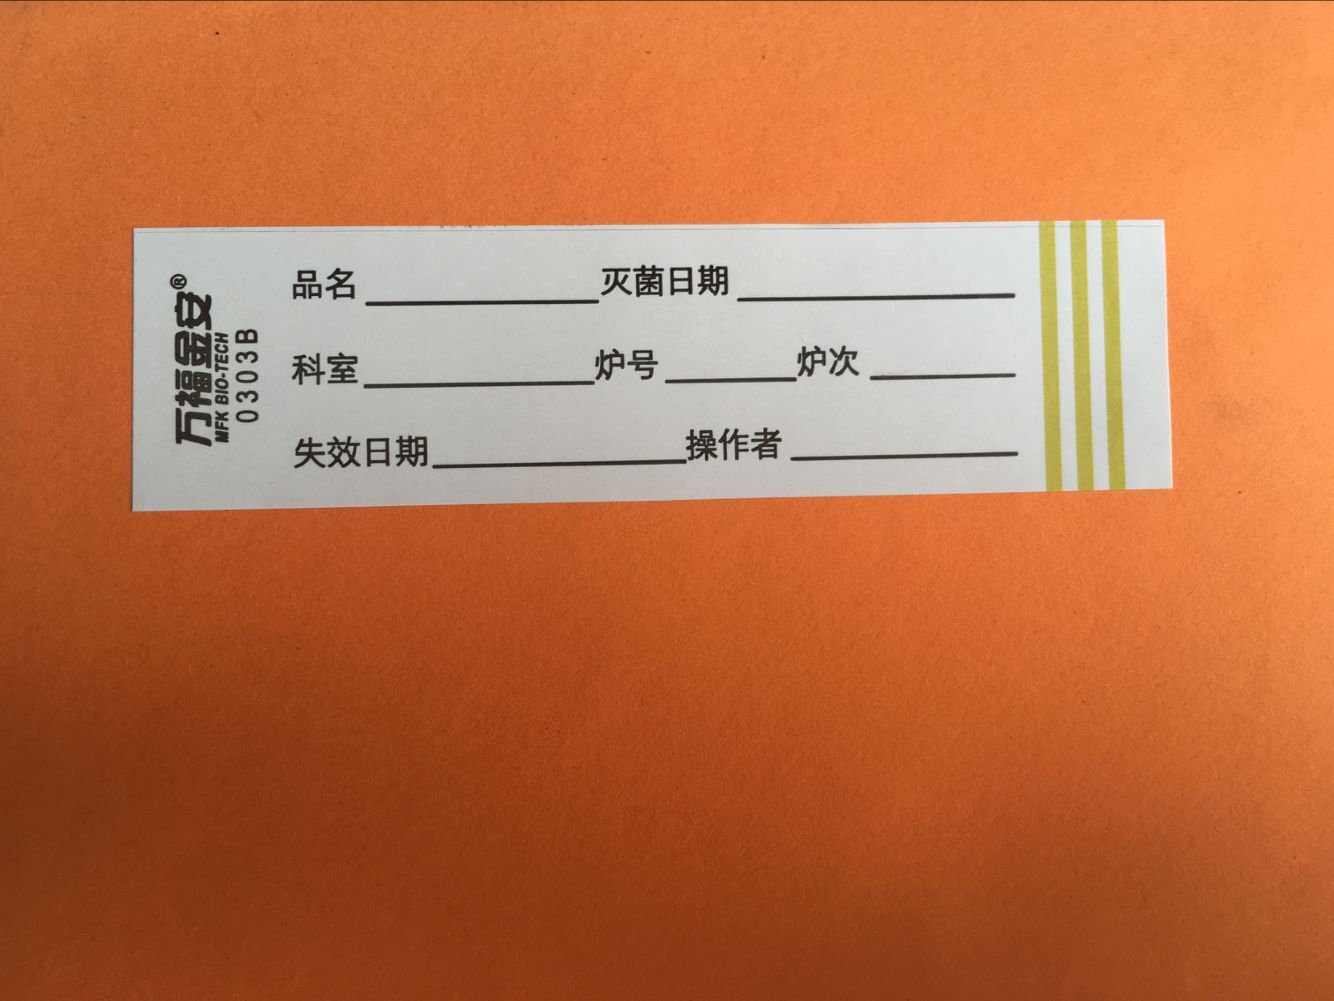 万福金安®
MFK BIO-TECH
0303B
品名 灭菌日期
科室 炉号 炉次
失效日期 操作者